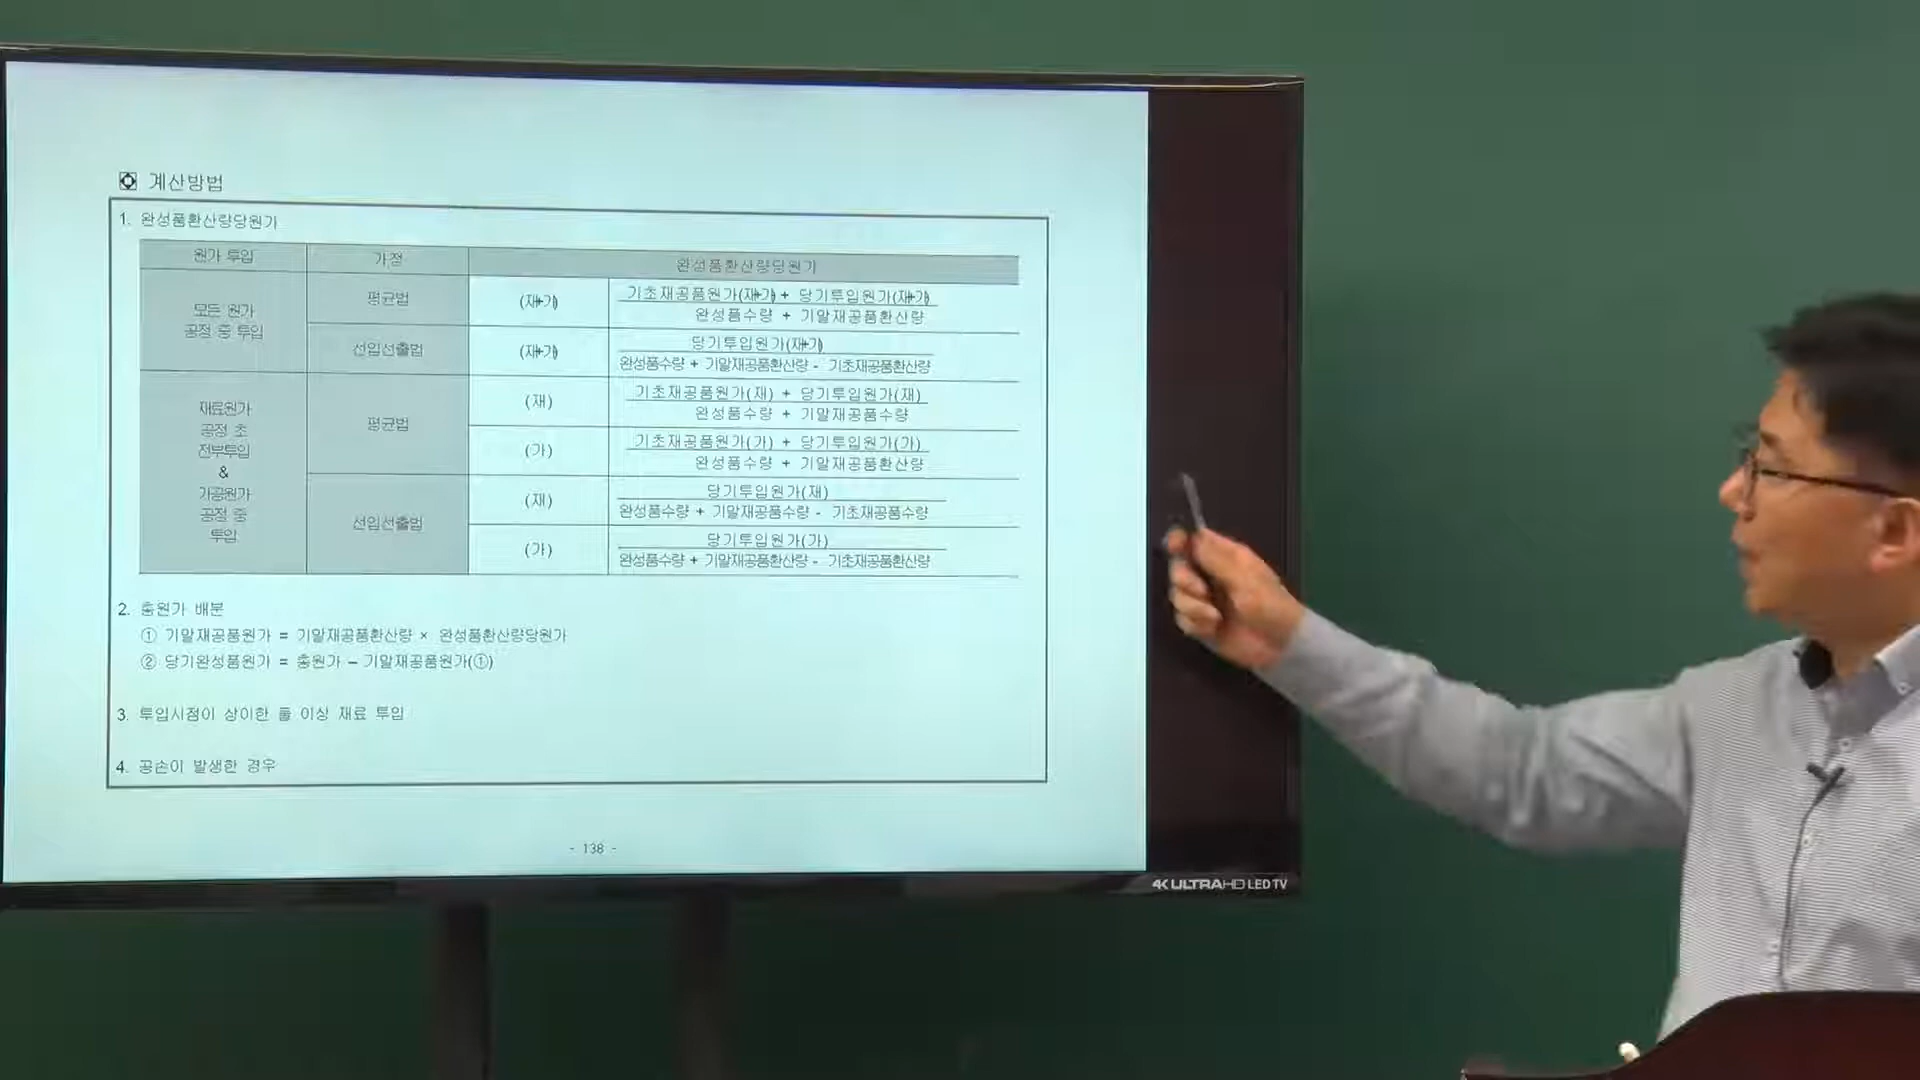 계산방법
1. 완성품환산량당원가
원가 투입 가정 완성품환산량당원가
모든 원가
공정 중 투입
평균법 (재+가) 기초재공품원가(재+가) + 당기투입원가(재+가)
완성품수량 + 기말재공품환산량
선입선출법 (재+가) 당기투입원가(재+가)
완성품수량 + 기말재공품환산량 - 기초재공품환산량
재료원가
공정 초
전부투입
&
가공원가
공정 중
투입
평균법 (재) 기초재공품원가(재) + 당기투입원가(재)
완성품수량 + 기말재공품수량
(가) 기초재공품원가(가) + 당기투입원가(가)
완성품수량 + 기말재공품환산량
선입선출법 (재) 당기투입원가(재)
완성품수량 + 기말재공품수량 - 기초재공품수량
(가) 당기투입원가(가)
완성품수량 + 기말재공품환산량 - 기초재공품환산량
2. 총원가 배분
① 기말재공품원가 = 기말재공품환산량 × 완성품환산량당원가
② 당기완성품원가 = 총원가 – 기말재공품원가(①)
3. 투입시점이 상이한 둘 이상 재료 투입
4. 공손이 발생한 경우
- 138 -
4K ULTRA HD LED TV